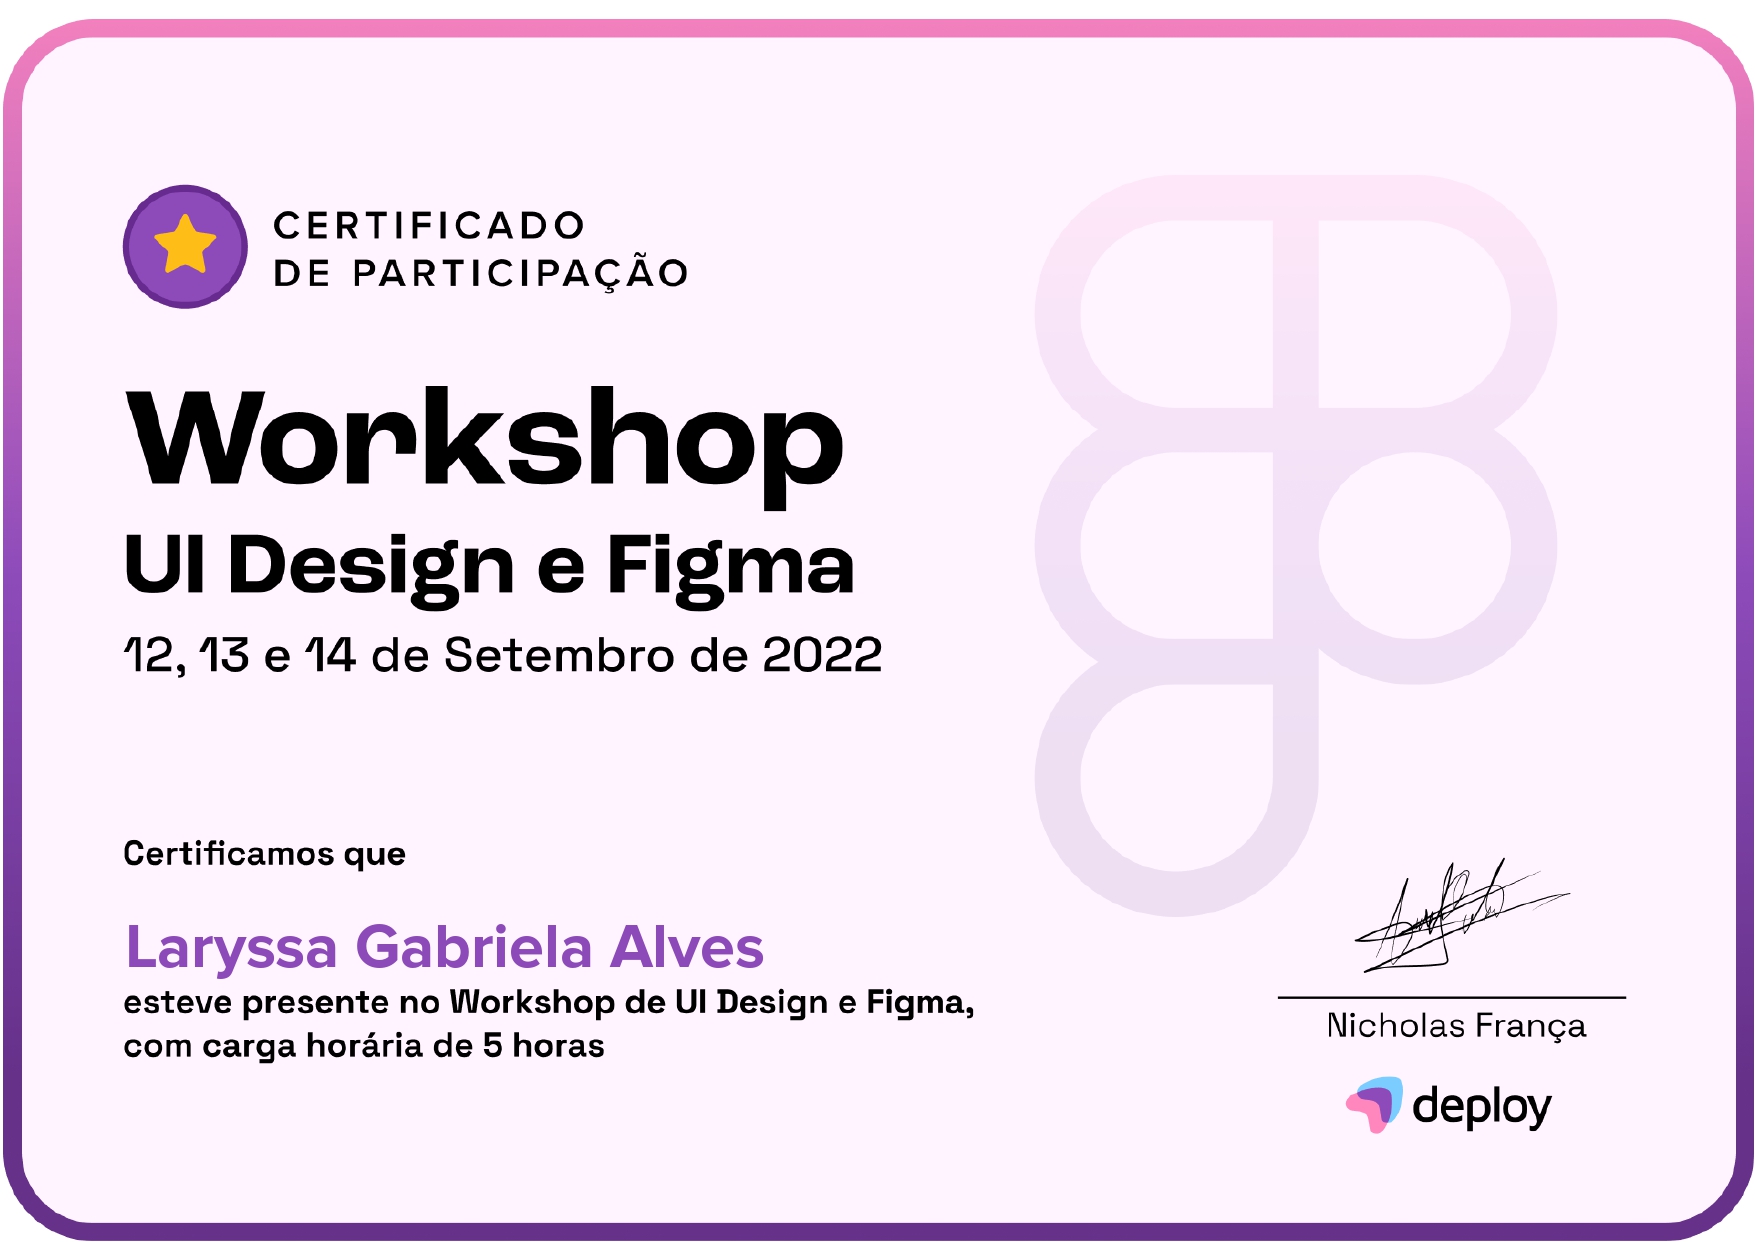 CERTIFICADO
DE PARTICIPAÇÃO
Workshop
UI Design e Figma
12, 13 e 14 de Setembro de 2022
Certificamos que
Laryssa Gabriela Alves
esteve presente no Workshop de UI Design e Figma,
com carga horária de 5 horas
Nicholas França
deploy